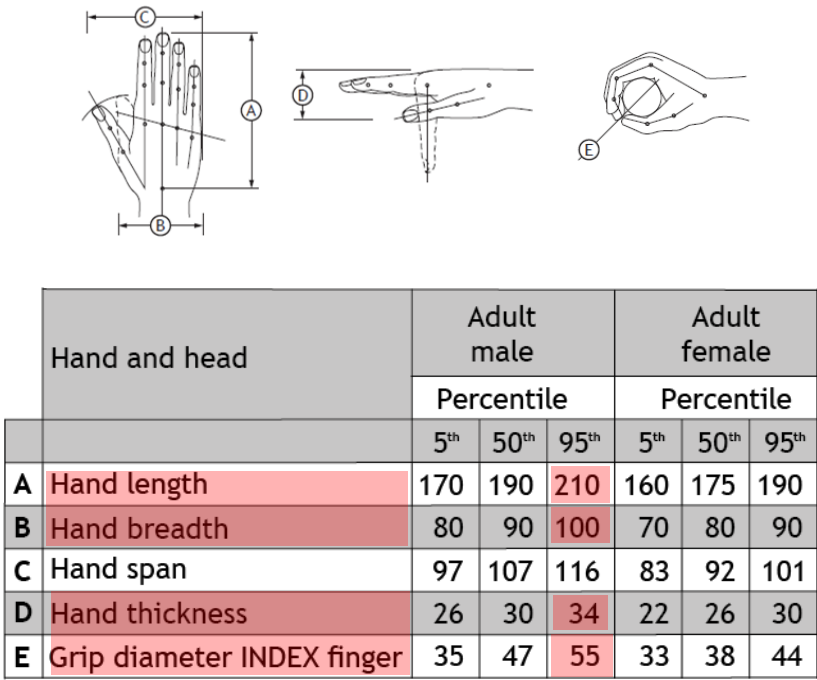 C
A
D
E
B
Hand and head
Adult
male
Adult
female
Percentile Percentile
5th 50th 95th 5th 50th 95th
A Hand length 170 190 210 160 175 190
B Hand breadth 80 90 100 70 80 90
C Hand span 97 107 116 83 92 101
D Hand thickness 26 30 34 22 26 30
E Grip diameter INDEX finger 35 47 55 33 38 44